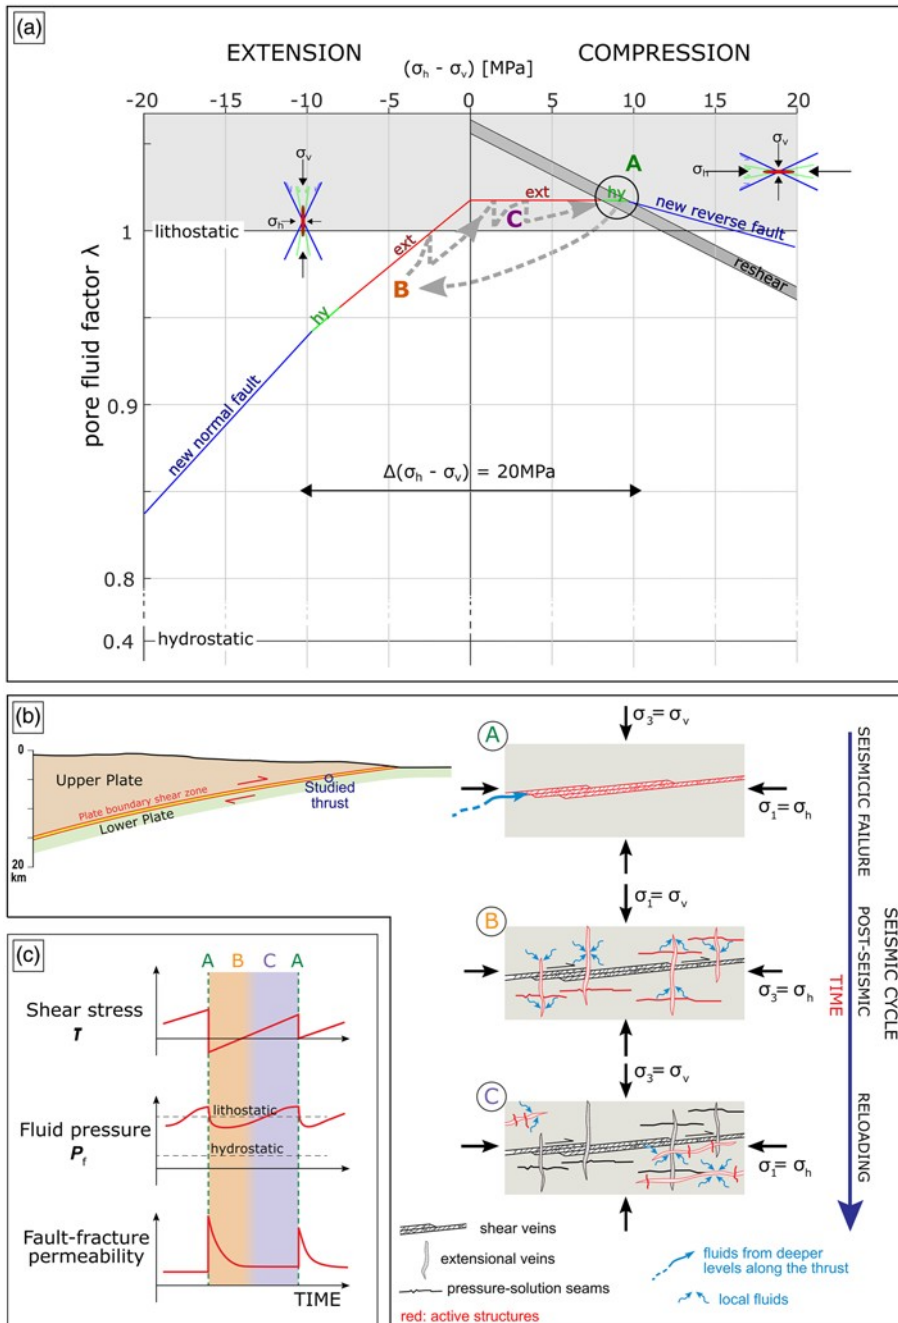 (a)
EXTENSION
COMPRESSION
(σh - σv) [MPa]
-20
-15
-10
-5
0
5
10
15
20
σv
σh
A
σv
σh
hy
ext
new reverse fault
C
1
lithostatic
ext
reshear
B
hy
pore fluid factor λ
0.9
new normal fault
Δ(σh - σv) = 20MPa
0.8
hydrostatic
0.4
(b)
0
Upper Plate
Plate boundary shear zone
Studied
thrust
Lower Plate
20
km
A
σ3= σv
σ1= σh
SEISMICIC FAILURE
B
σ1= σv
σ3= σh
POST-SEISMIC
TIME
SEISMIC CYCLE
C
σ3= σv
σ1= σh
RELOADING
shear veins
extensional veins
pressure-solution seams
red: active structures
fluids from deeper
levels along the thrust
local fluids
(c)
A
B
C
A
Shear stress
τ
lithostatic
Fluid pressure
hydrostatic
Pf
Fault-fracture
permeability
TIME